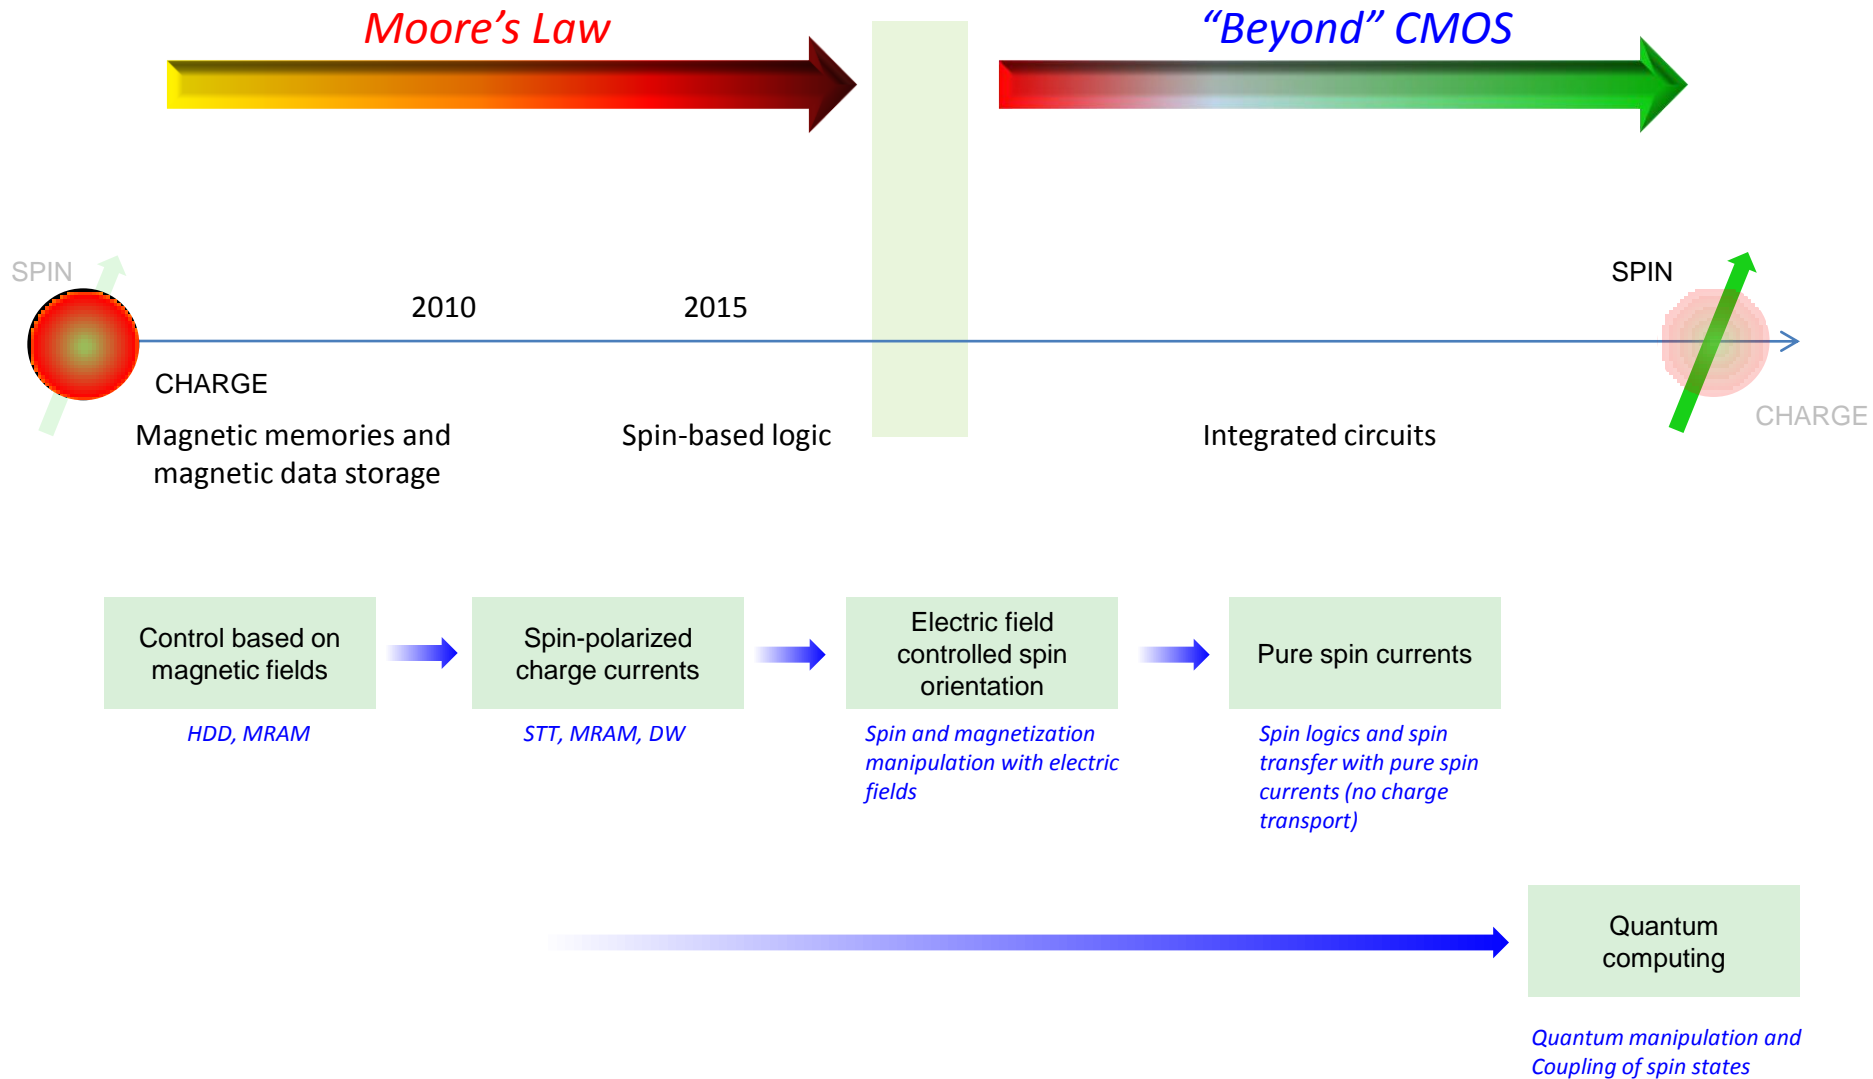 Moore’s Law
“Beyond” CMOS
SPIN
2010
2015
SPIN
CHARGE
CHARGE
Magnetic memories and
magnetic data storage
Spin-based logic
Integrated circuits
Control based on
magnetic fields
Spin-polarized
charge currents
Electric field
controlled spin
orientation
Pure spin currents
HDD, MRAM
STT, MRAM, DW
Spin and magnetization
manipulation with electric
fields
Spin logics and spin
transfer with pure spin
currents (no charge
transport)
Quantum
computing
Quantum manipulation and
Coupling of spin states